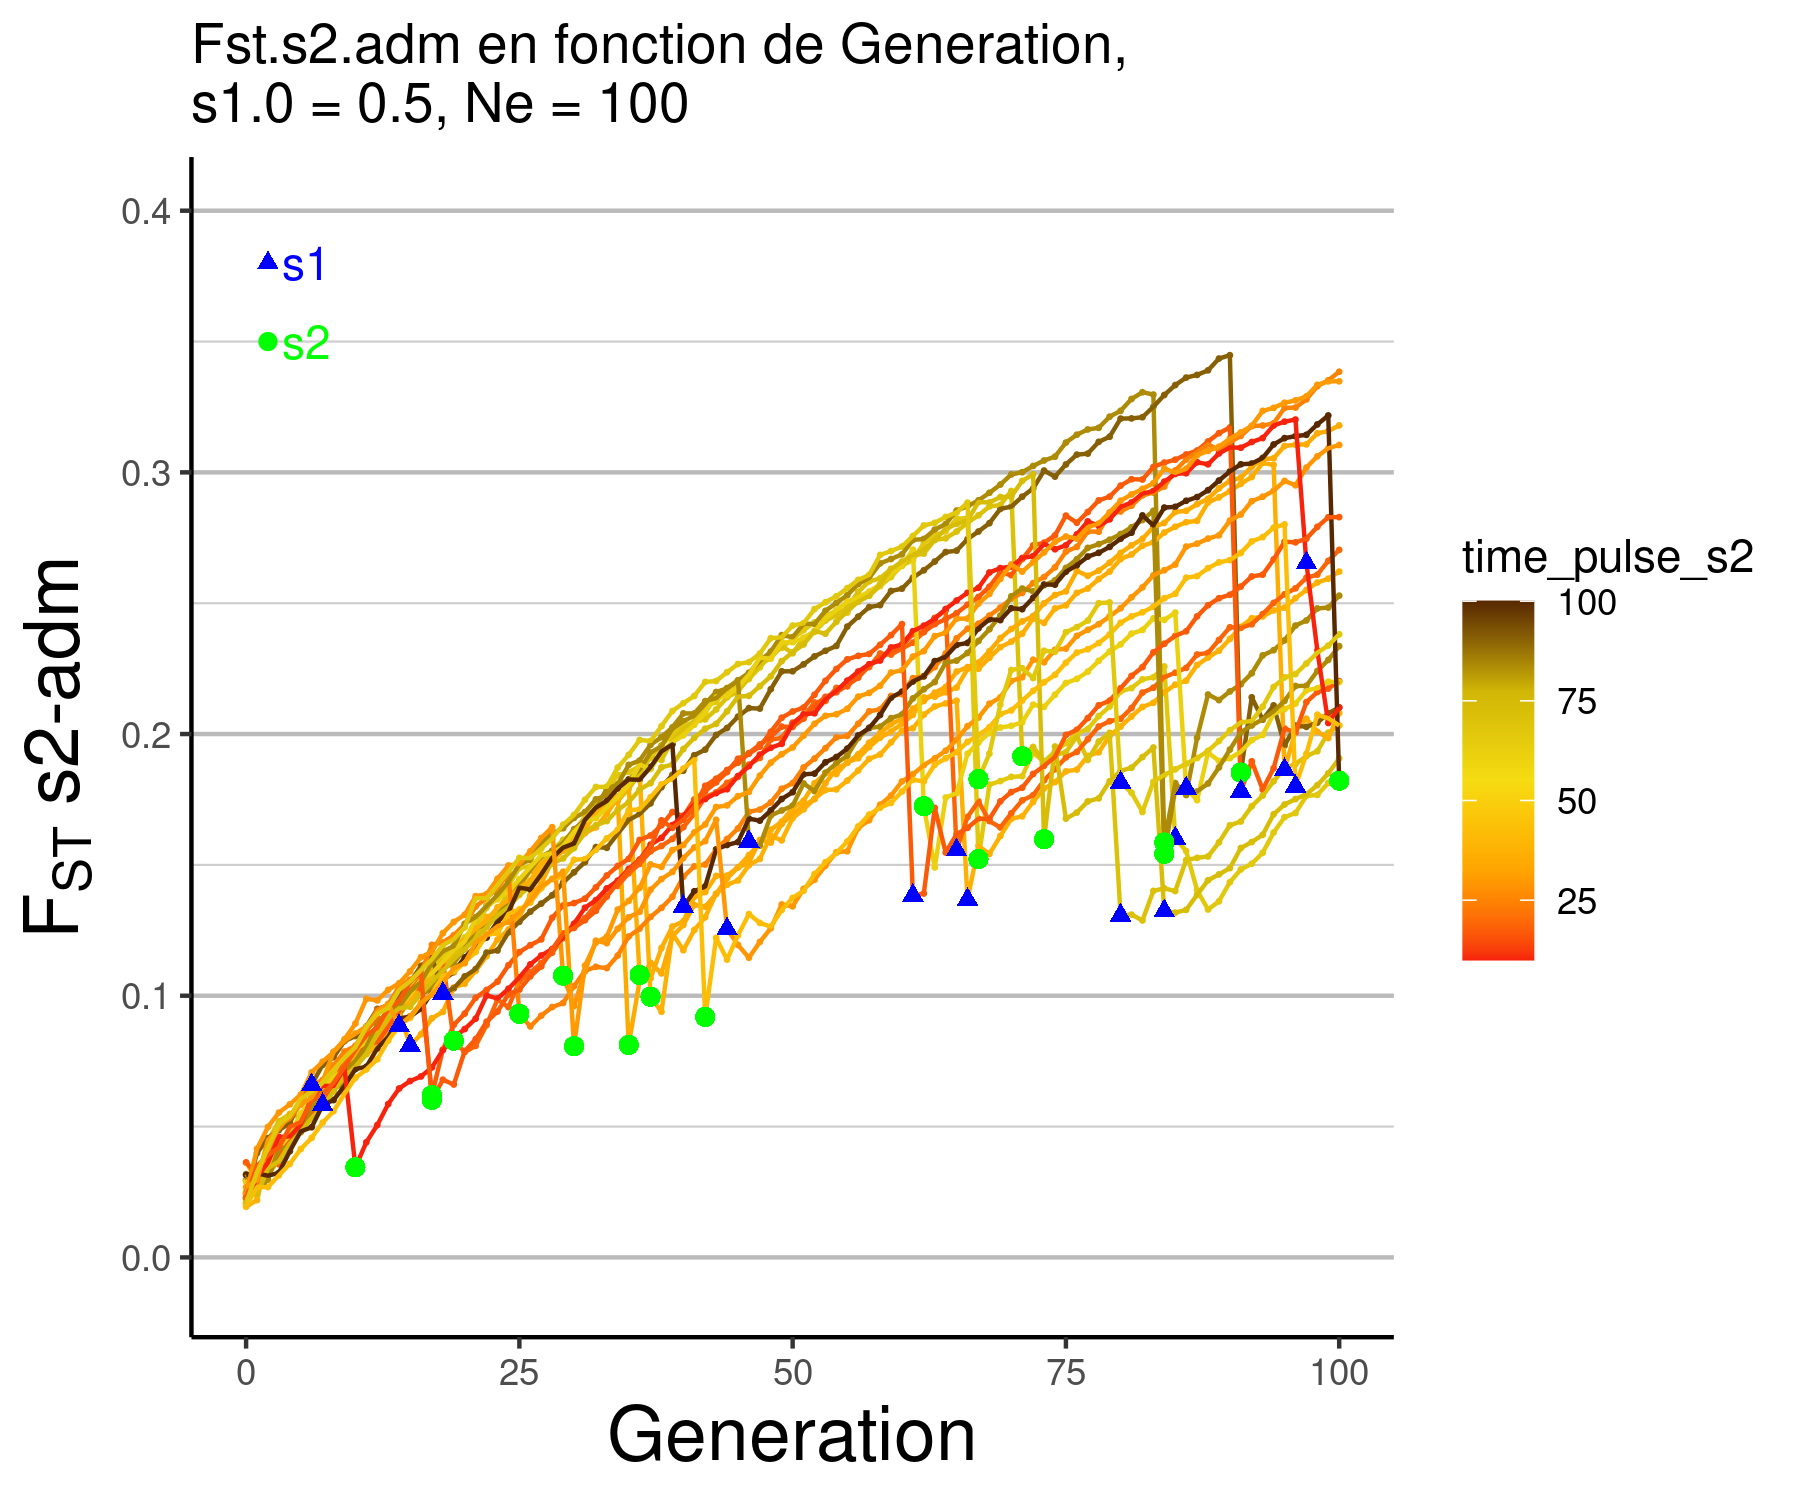 Fst.s2.adm en fonction de Generation,
s1.0 = 0.5, Ne = 100
0.4
s1
s2
0.3
0.2
0.1
0.0
FST s2-adm
0 25 50 75 100
Generation
time_pulse_s2
100
75
50
25